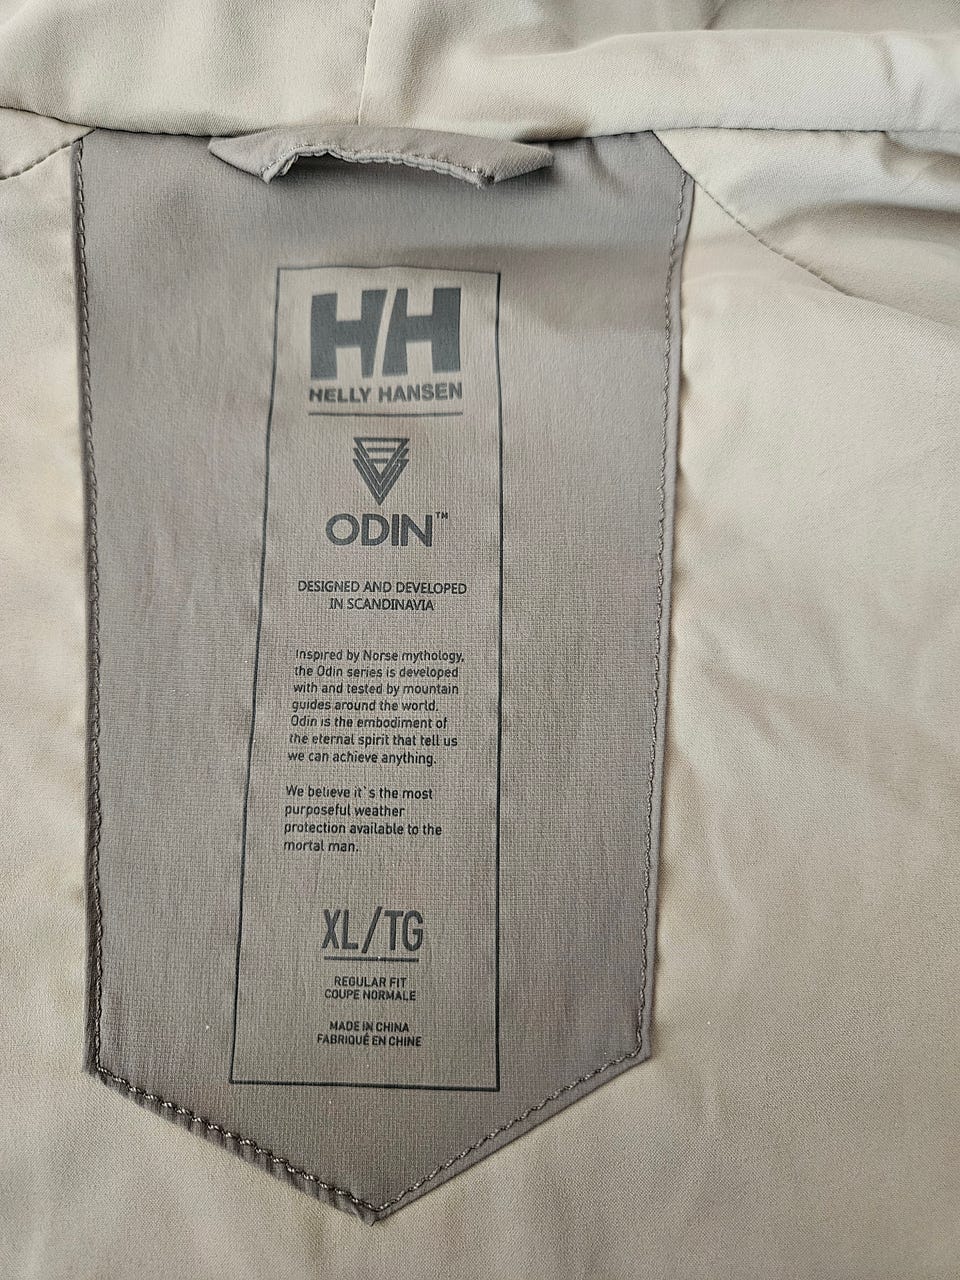 HH
HELLY HANSEN
ODIN™
DESIGNED AND DEVELOPED
IN SCANDINAVIA
Inspired by Norse mythology,
the Odin series is developed
with and tested by mountain
guides around the world.
Odin is the embodiment of
the eternal spirit that tell us
we can achieve anything.
We believe it`s the most
purposeful weather
protection available to the
mortal man.
XL/TG
REGULAR FIT
COUPE NORMALE
MADE IN CHINA
FABRIQUÉ EN CHINE